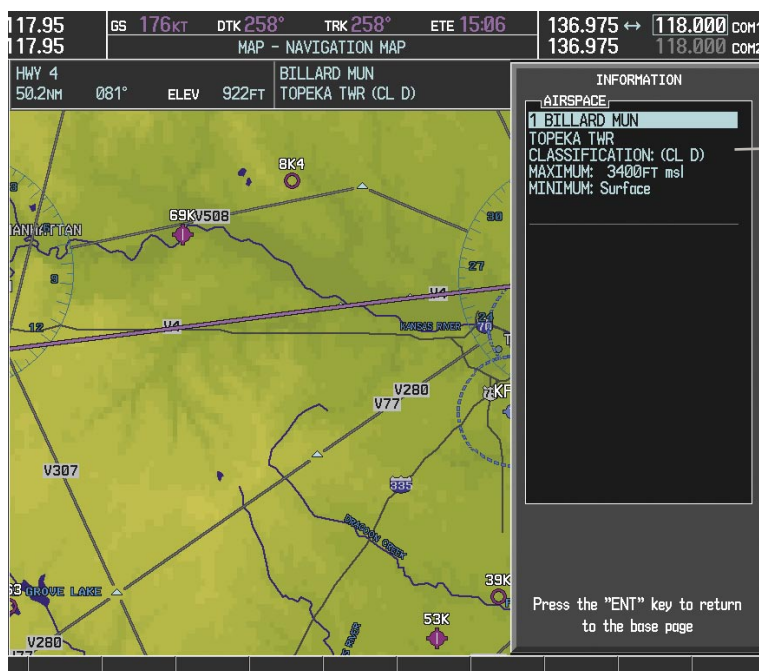 117.95 GS 176KT DTK 258° TRK 258° ETE 15:06 136.975 ↔ 118.000 COM1
117.95 MAP - NAVIGATION MAP 136.975 118.000 COM2
HWY 4 BILLARD MUN
50.2NM 081° ELEV 922FT TOPEKA TWR (CL D)
INFORMATION
AIRSPACE
1 BILLARD MUN
TOPEKA TWR
CLASSIFICATION: (CL D)
MAXIMUM: 3400FT msl
MINIMUM: Surface
8K4
69K
V508
MANHATTAN
30
27
9
12
V4
V4
KANSAS RIVER
70
V280
V77
V307
335
DRAGOON CREEK
GROVE LAKE
39K
53K
V280
Press the "ENT" key to return
to the base page